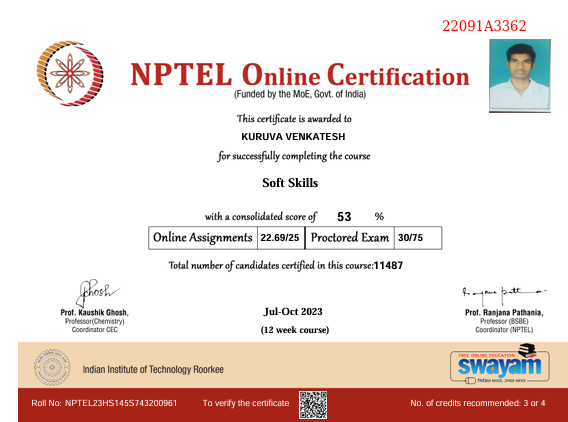 22091A3362
NPTEL Online Certification
(Funded by the MoE, Govt. of India)
This certificate is awarded to
KURUVA VENKATESH
for successfully completing the course
Soft Skills
with a consolidated score of 53 %
Online Assignments 22.69/25 Proctored Exam 30/75
Total number of candidates certified in this course:11487
Prof. Kaushik Ghosh,
Professor(Chemistry)
Coordinator CEC
Jul-Oct 2023
(12 week course)
Prof. Ranjana Pathania,
Professor (BSBE)
Coordinator (NPTEL)
Indian Institute of Technology Roorkee
FREE ONLINE EDUCATION
swayam
शिक्षित भारत, उन्नत भारत
Roll No: NPTEL23HS145S743200961
To verify the certificate
No. of credits recommended: 3 or 4